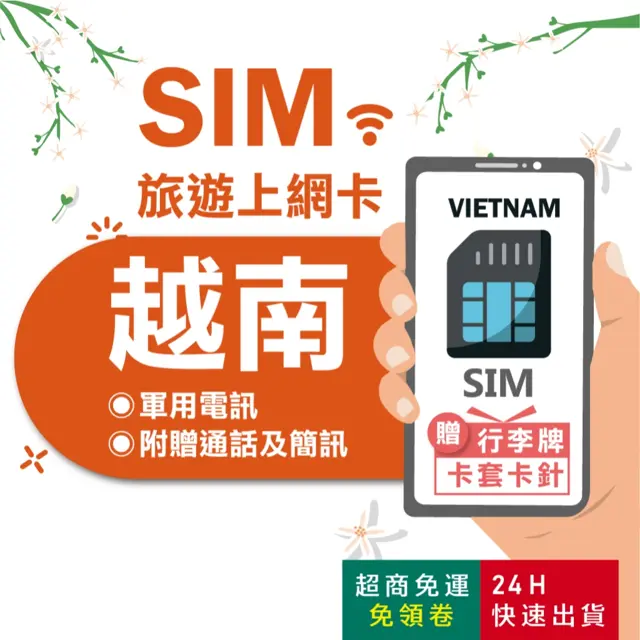 SIM
旅遊上網卡
越南
◉軍用電訊
◉附贈通話及簡訊
VIETNAM
SIM
贈 行李牌
卡套卡針
超商免運
免領卷
24H
快速出貨